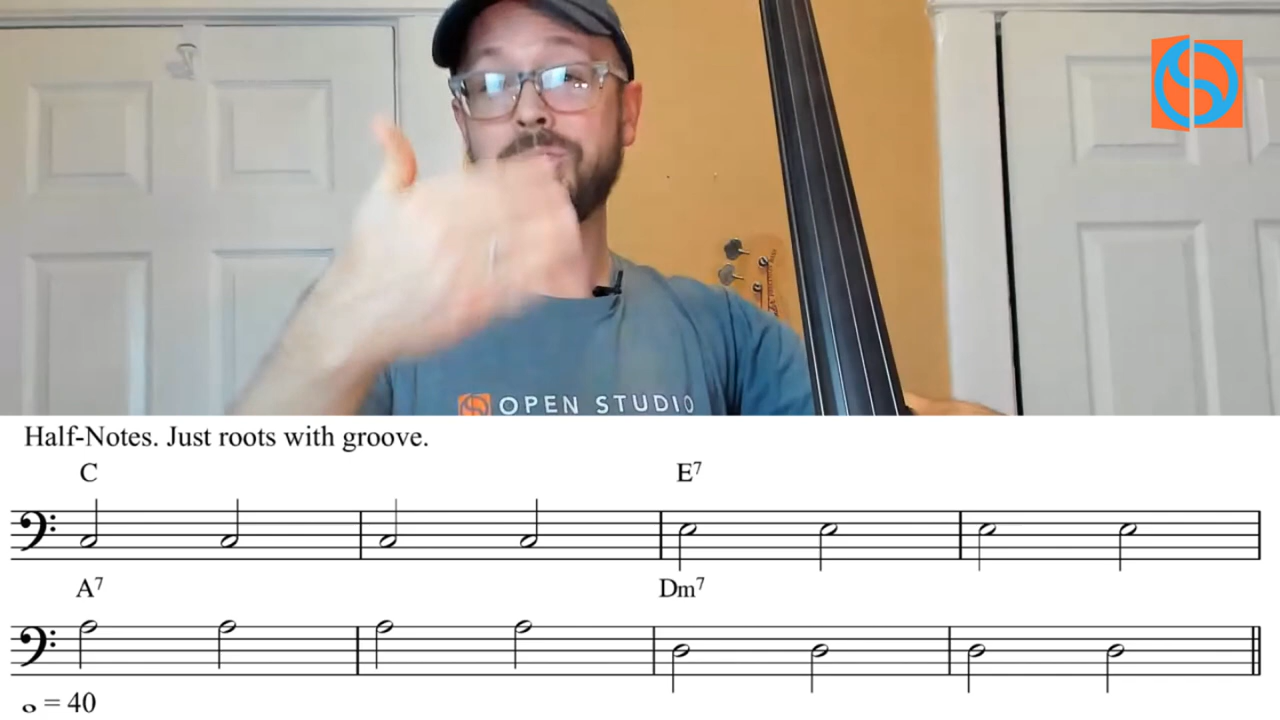 OPEN STUDIO
Half-Notes. Just roots with groove.
C E7
A7 Dm7
= 40